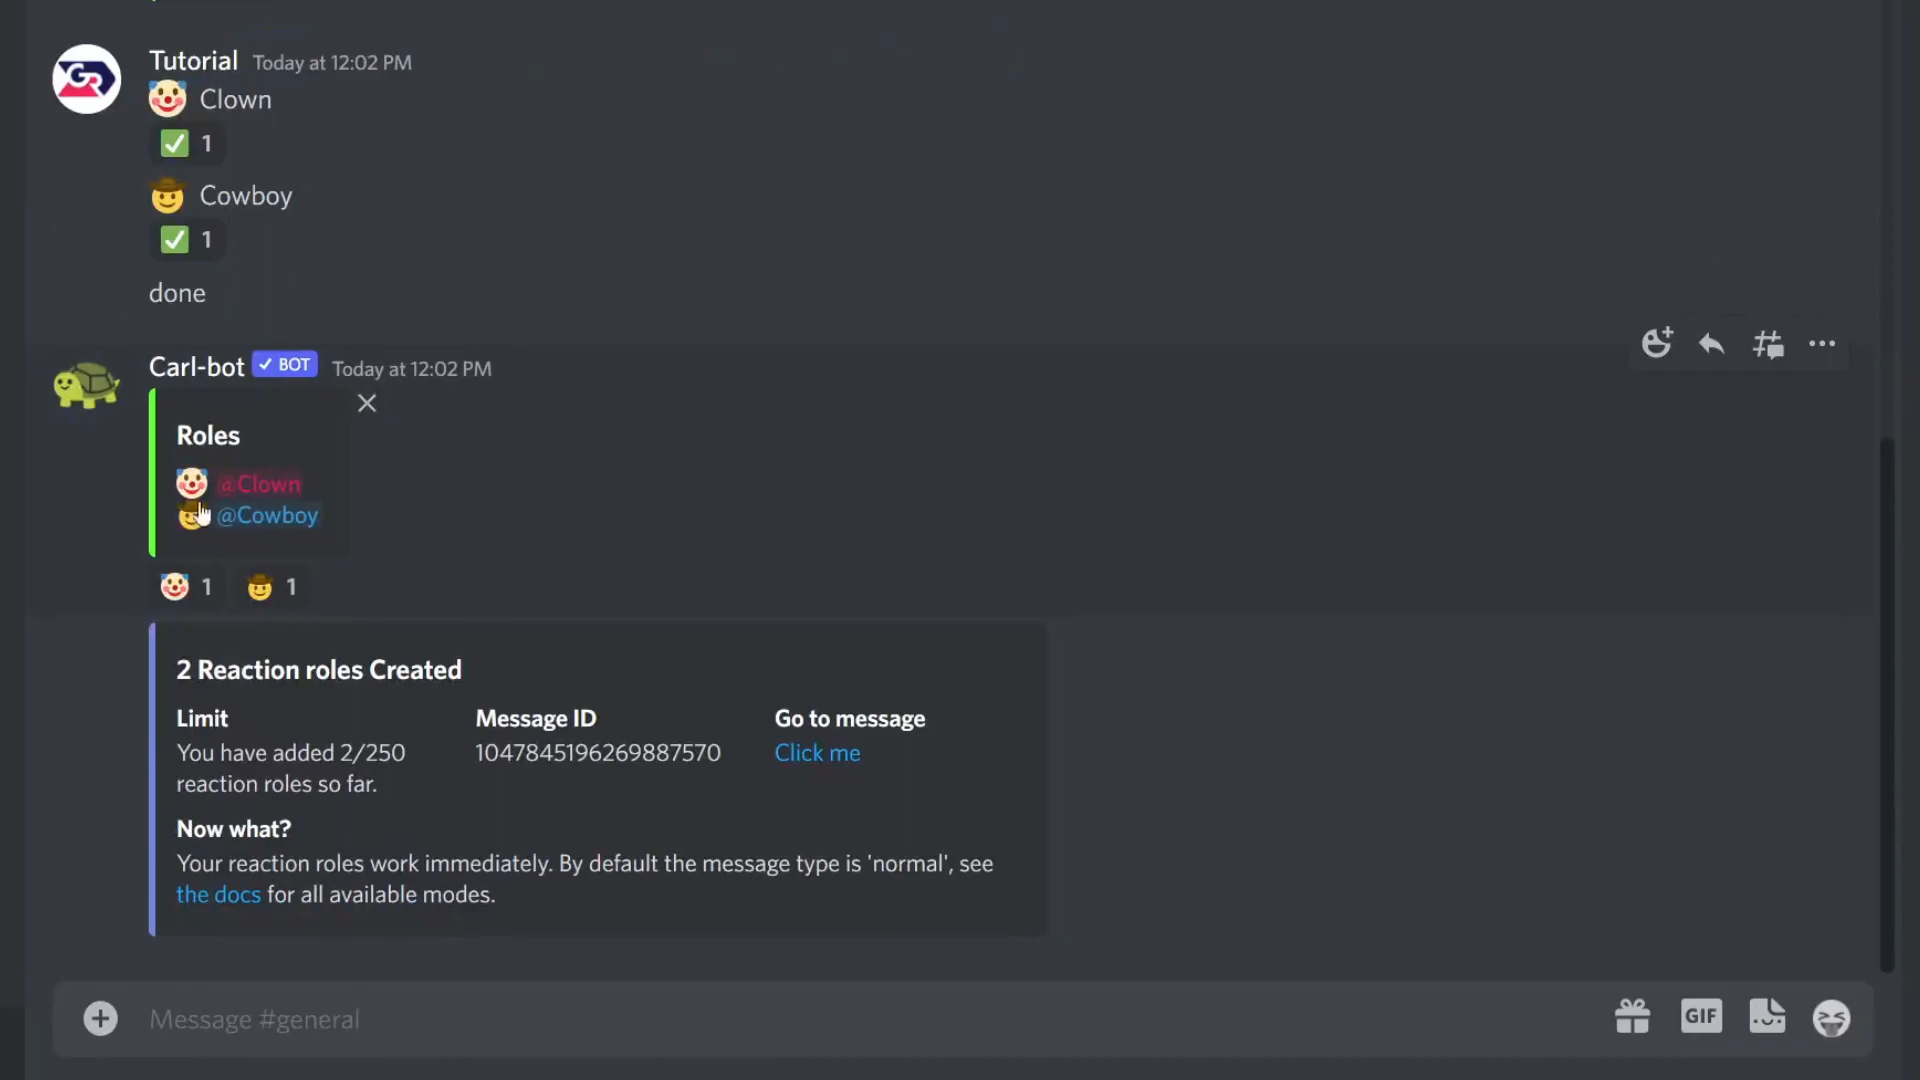 Tutorial Today at 12:02 PM
🤡 Clown
✅ 1
🤠 Cowboy
✅ 1
done
Carl-bot ✓ BOT Today at 12:02 PM
Roles
🤡 @Clown
🤠 @Cowboy
🤡 1 🤠 1
2 Reaction roles Created
Limit Message ID Go to message
You have added 2/250 1047845196269887570 Click me
reaction roles so far.
Now what?
Your reaction roles work immediately. By default the message type is 'normal', see
the docs for all available modes.
Message #general GIF